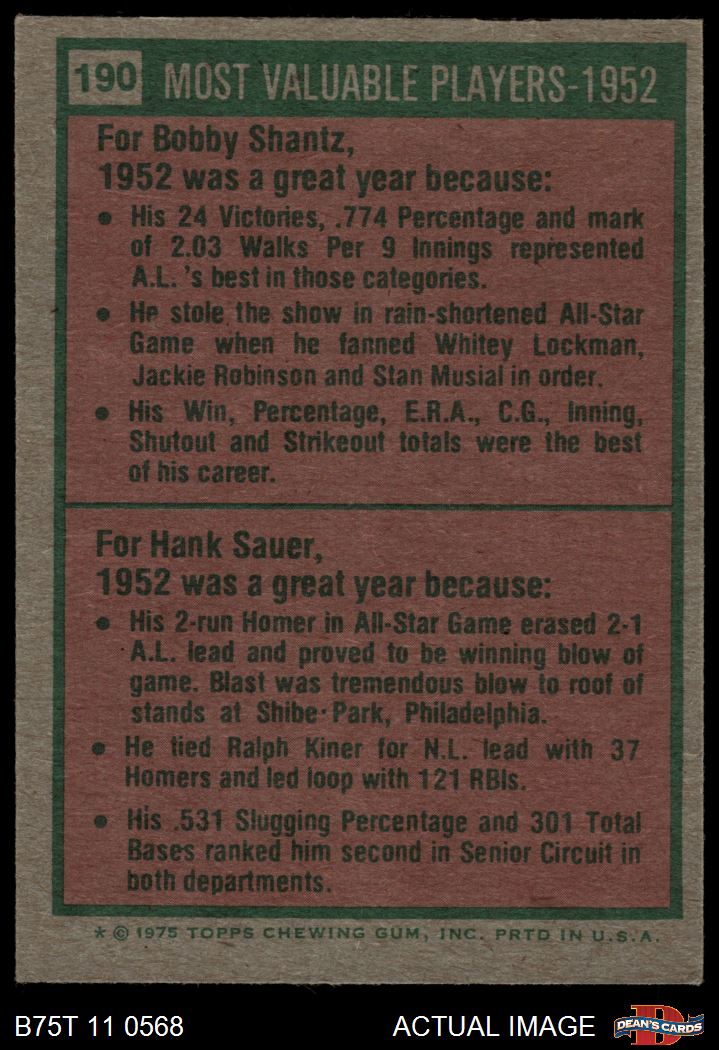 190 MOST VALUABLE PLAYERS-1952
For Bobby Shantz,
1952 was a great year because:
• His 24 Victories, .774 Percentage and mark
of 2.03 Walks Per 9 Innings represented
A.L. 's best in those categories.
• He stole the show in rain-shortened All-Star
Game when he fanned Whitey Lockman,
Jackie Robinson and Stan Musial in order.
• His Win, Percentage, E.R.A., C.G., Inning,
Shutout and Strikeout totals were the best
of his career.
For Hank Sauer,
1952 was a great year because:
• His 2-run Homer in All-Star Game erased 2-1
A.L. lead and proved to be winning blow of
game. Blast was tremendous blow to roof of
stands at Shibe Park, Philadelphia.
• He tied Ralph Kiner for N.L. lead with 37
Homers and led loop with 121 RBIs.
• His .531 Slugging Percentage and 301 Total
Bases ranked him second in Senior Circuit in
both departments.
* © 1975 TOPPS CHEWING GUM, INC. PRTD IN U.S.A.
B75T 11 0568 ACTUAL IMAGE D DEAN'S CARDS